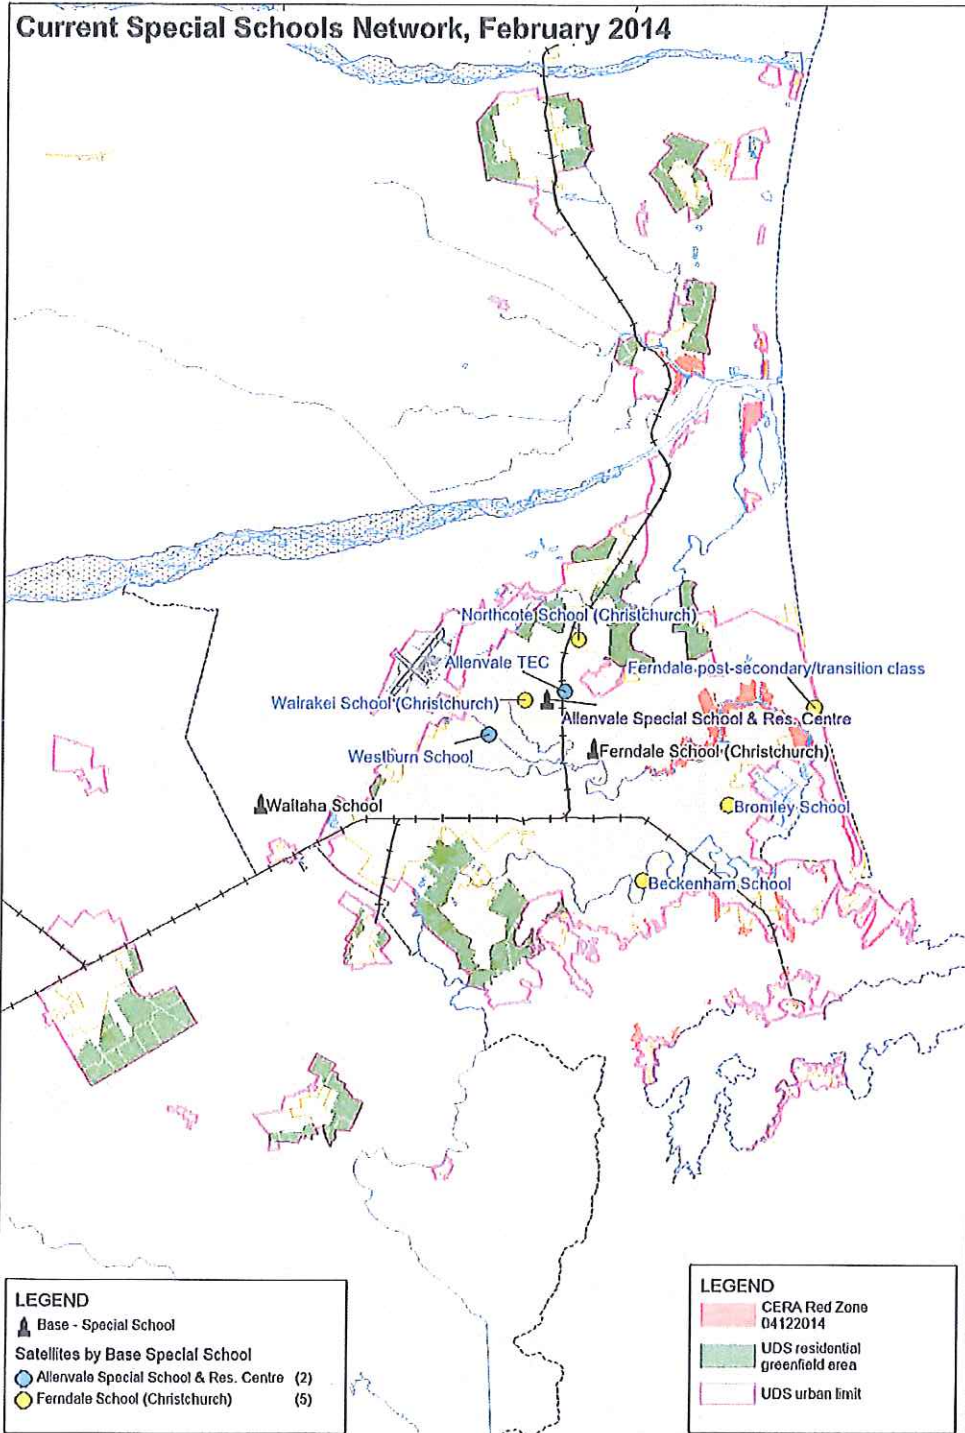 Current Special Schools Network, February 2014
Northcote School (Christchurch)
Allenvale TEC
Ferndale post-secondary/transition class
Wairakei School (Christchurch)
Allenvale Special School & Res. Centre
Westburn School
Ferndale School (Christchurch)
Waitaha School
Bromley School
Beckenham School
LEGEND
Base - Special School
Satellites by Base Special School
Allenvale Special School & Res. Centre (2)
Ferndale School (Christchurch) (5)
LEGEND
CERA Red Zone
04122014
UDS residential
greenfield area
UDS urban limit